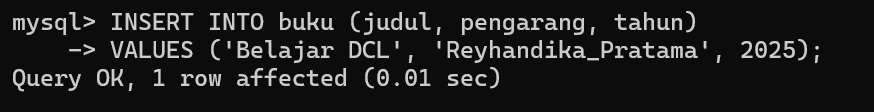 mysql> INSERT INTO buku (judul, pengarang, tahun)
    -> VALUES ('Belajar DCL', 'Reyhandika_Pratama', 2025);
Query OK, 1 row affected (0.01 sec)